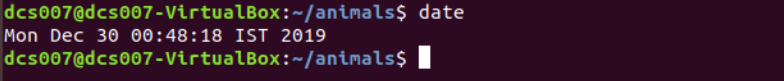 dcs007@dcs007-VirtualBox:~/animals$ date
Mon Dec 30 00:48:18 IST 2019
dcs007@dcs007-VirtualBox:~/animals$